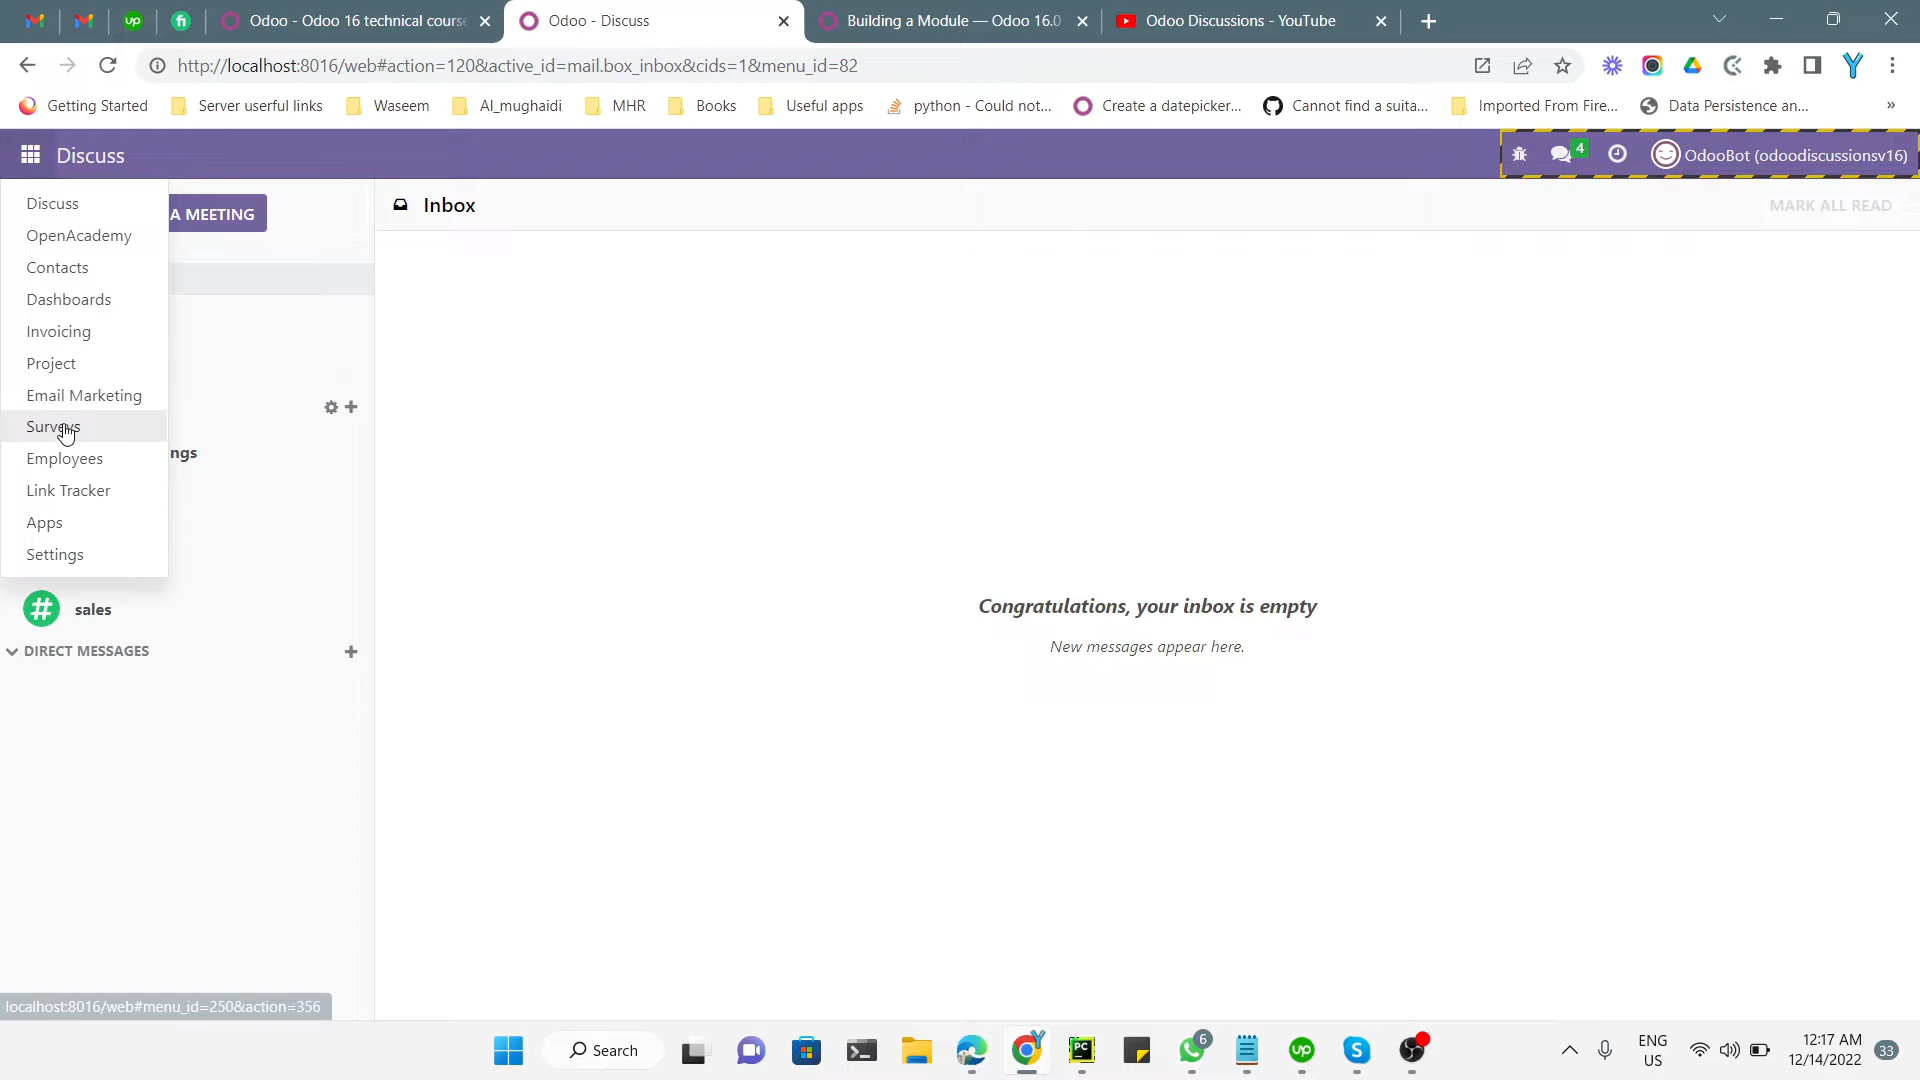 Odoo - Odoo 16 technical course
Odoo - Discuss
Building a Module — Odoo 16.0
Odoo Discussions - YouTube
http://localhost:8016/web#action=120&active_id=mail.box_inbox&cids=1&menu_id=82
Getting Started
Server userful links
Waseem
Al_mughaidi
MHR
Books
Useful apps
python - Could not...
Create a datepicker...
Cannot find a suita...
Imported From Fire...
Data Persistence an...
»
Discuss
4
OdooBot (odoodiscussionsv16)
Discuss
A MEETING
Inbox
MARK ALL READ
OpenAcademy
Contacts
Dashboards
Invoicing
Project
Email Marketing
Surveys
ngs
Employees
Link Tracker
Apps
Settings
sales
DIRECT MESSAGES
Congratulations, your inbox is empty
New messages appear here.
localhost:8016/web#menu_id=250&action=356
Search
6
ENG
US
12:17 AM
12/14/2022
33